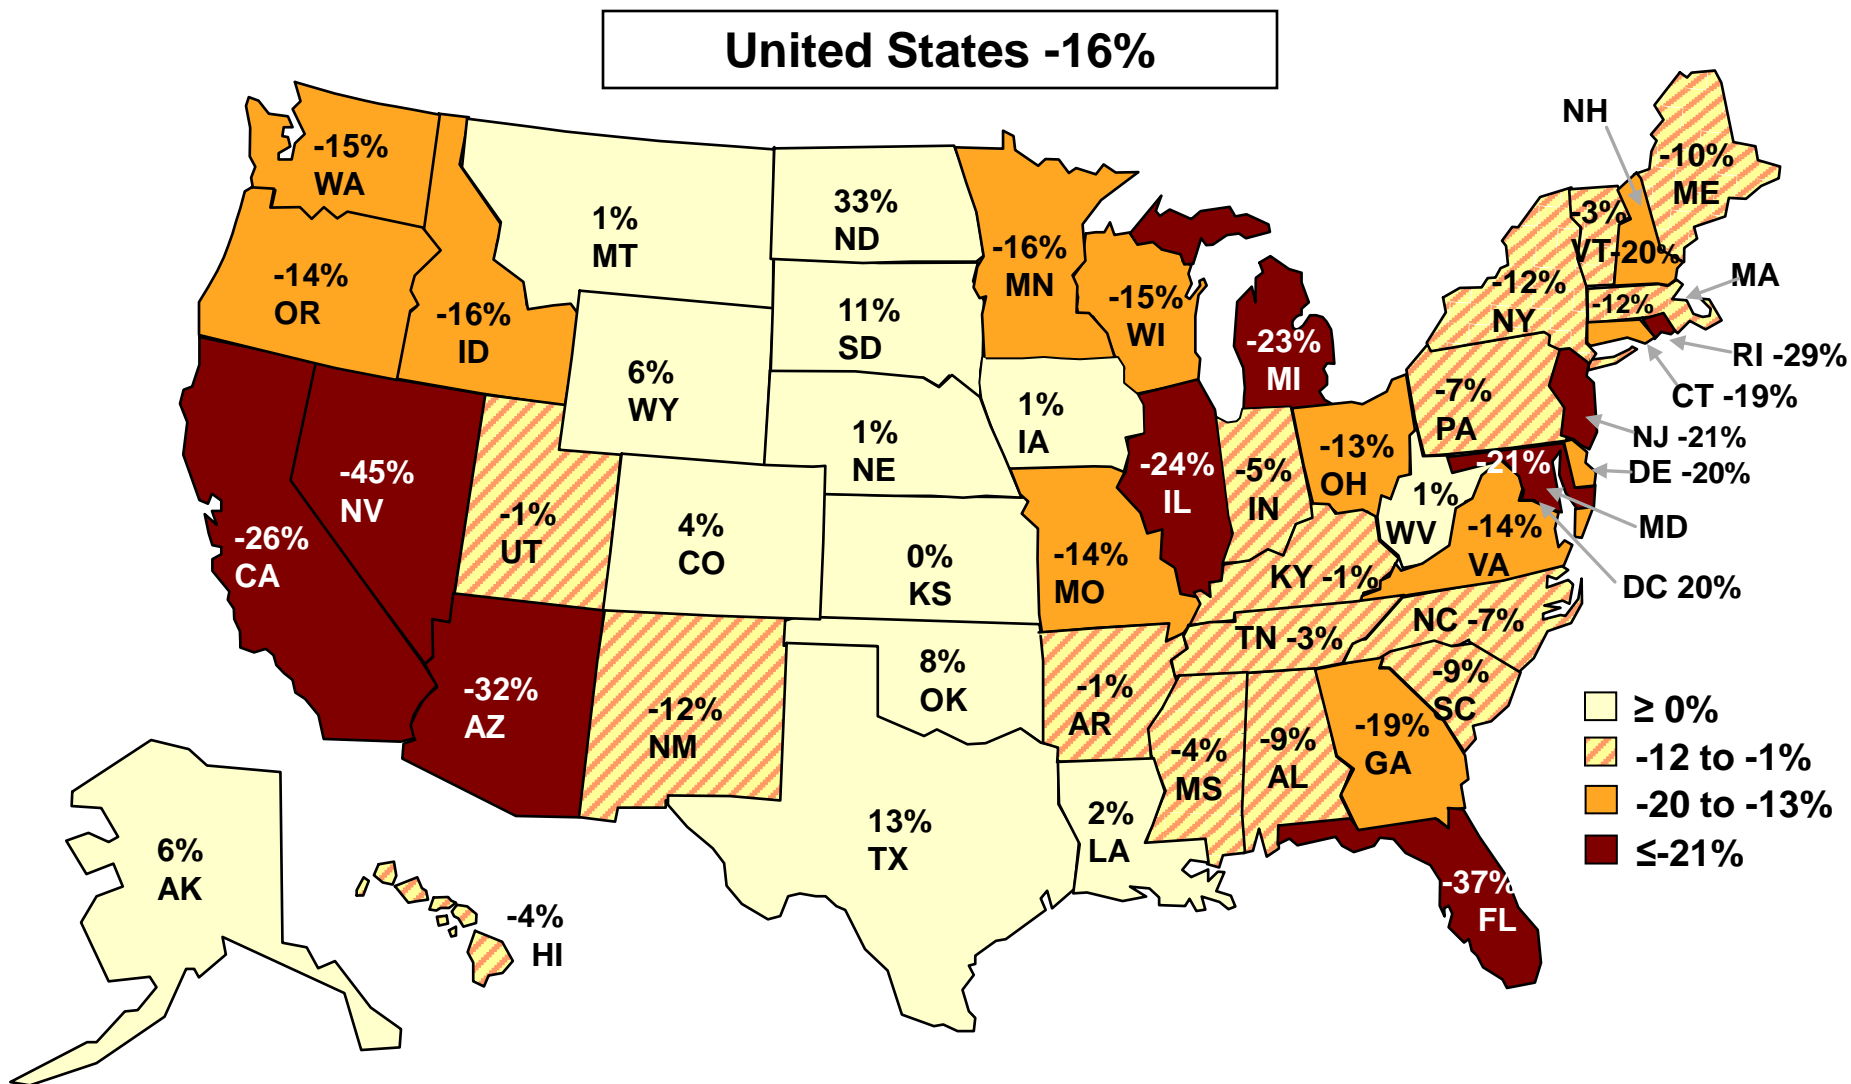 United States -16%
-15%
WA
-14%
OR
-16%
ID
1%
MT
33%
ND
-16%
MN
11%
SD
6%
WY
-15%
WI
-23%
MI
NH
-10%
ME
-3%
VT
-20%
-12%
NY
-12%
MA
RI -29%
CT -19%
-7%
PA
NJ -21%
DE -20%
-21%
MD
DC 20%
-26%
CA
-45%
NV
-1%
UT
4%
CO
1%
NE
1%
IA
0%
KS
-14%
MO
-24%
IL
-5%
IN
-13%
OH
1%
WV
-14%
VA
KY -1%
TN -3%
NC -7%
-9%
SC
-32%
AZ
-12%
NM
8%
OK
-1%
AR
-4%
MS
-9%
AL
-19%
GA
13%
TX
2%
LA
-37%
FL
6%
AK
-4%
HI
≥ 0%
-12 to -1%
-20 to -13%
≤-21%